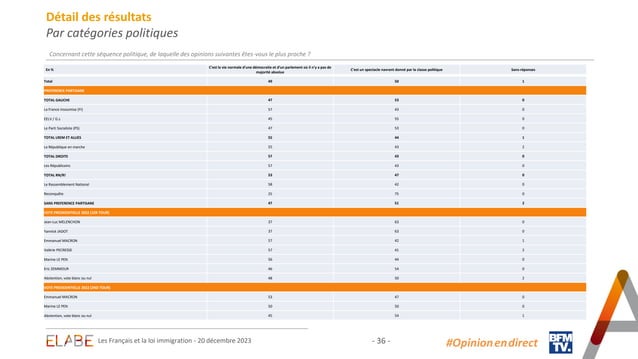 Détail des résultats
Par catégories politiques
Concernant cette séquence politique, de laquelle des opinions suivantes êtes-vous le plus proche ?
En % C'est la vie normale d'une démocratie et d'un parlement où il n'y a pas de majorité absolue C'est un spectacle navrant donné par la classe politique Sans réponses
Total 49 50 1
PREFERENCE PARTISANE
TOTAL GAUCHE 47 53 0
La France Insoumise (FI) 57 43 0
EELV / G.s 45 55 0
Le Parti Socialiste (PS) 47 53 0
TOTAL LREM ET ALLIES 55 44 1
La République en marche 55 43 2
TOTAL DROITE 57 43 0
Les Républicains 57 43 0
TOTAL RN/R! 53 47 0
Le Rassemblement National 58 42 0
Reconquête 25 75 0
SANS PREFERENCE PARTISANE 47 51 2
VOTE PRESIDENTIELLE 2022 (1ER TOUR)
Jean-Luc MELENCHON 37 63 0
Yannick JADOT 37 63 0
Emmanuel MACRON 57 42 1
Valérie PECRESSE 57 41
Marine LE PEN 56 44 0
Eric ZEMMOUR 46 54 0
Abstention, vote blanc ou nul 48 50 2
VOTE PRESIDENTIELLE 2022 (2ND TOUR)
Emmanuel MACRON 53 47 0
Marine LE PEN 50 50 0
Abstention, vote blanc ou nul 45 54 1
ELABE Les Français et la loi immigration - 20 décembre 2023 - 36 - #Opinion en direct BFM TV.